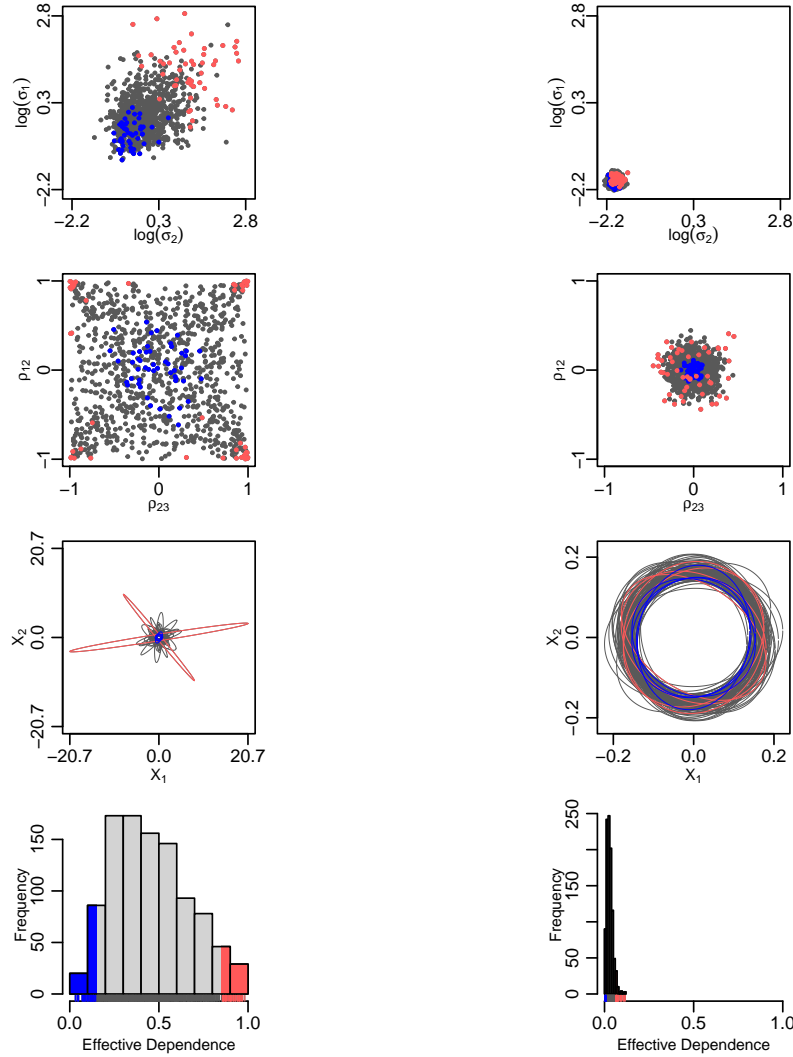 2.8
0.3
−2.2
log(σ1)
−2.2 0.3 2.8
log(σ2)
2.8
0.3
−2.2
log(σ1)
−2.2 0.3 2.8
log(σ2)
1
0
−1
ρ12
−1 0 1
ρ23
1
0
−1
ρ12
−1 0 1
ρ23
20.7
0.0
−20.7
X2
−20.7 0.0 20.7
X1
0.2
0.0
−0.2
X2
−0.2 0.0 0.2
X1
150
100
50
0
Frequency
0.0 0.5 1.0
Effective Dependence
250
150
50
0
Frequency
0.0 1.0
Effective Dependence